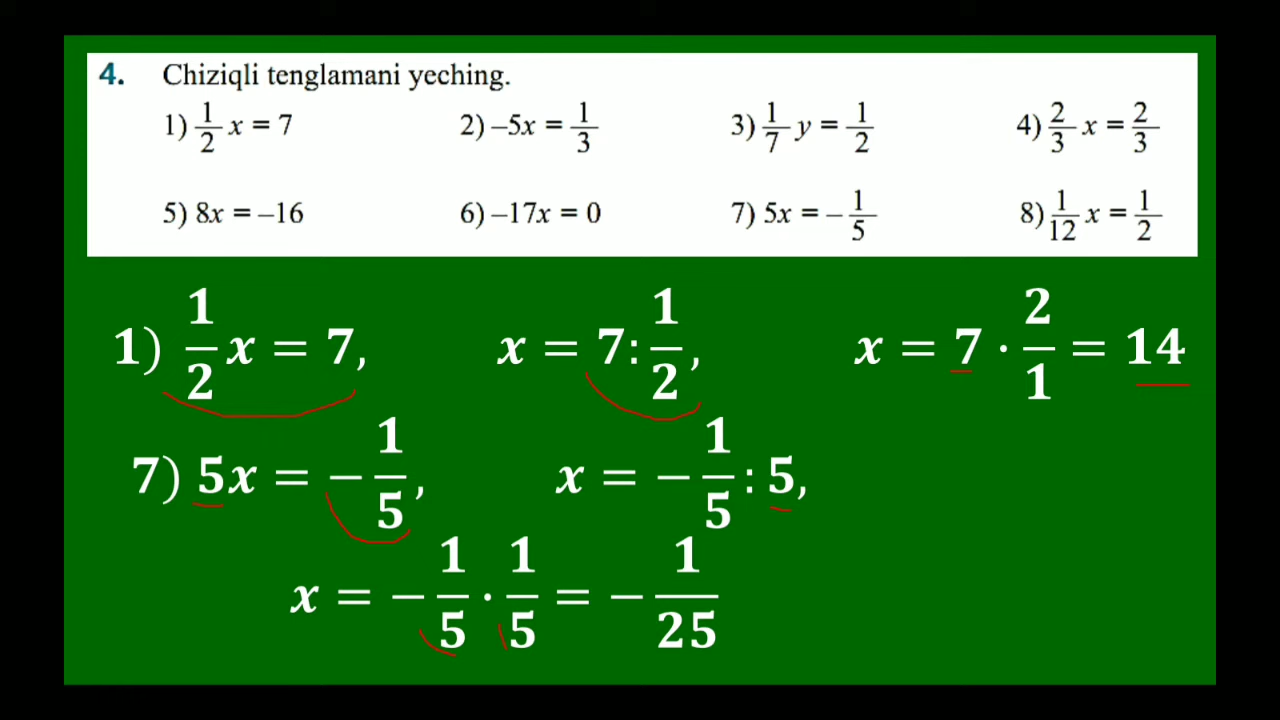 4. Chiziqli tenglamani yeching.
1) 1/2 x = 7 2) –5x = 1/3 3) 1/7 y = 1/2 4) 2/3 x = 2/3
5) 8x = –16 6) –17x = 0 7) 5x = – 1/5 8) 1/12 x = 1/2
1) 1/2 x = 7, x = 7: 1/2, x = 7 · 2/1 = 14
7) 5x = − 1/5, x = − 1/5 : 5,
x = − 1/5 · 1/5 = − 1/25